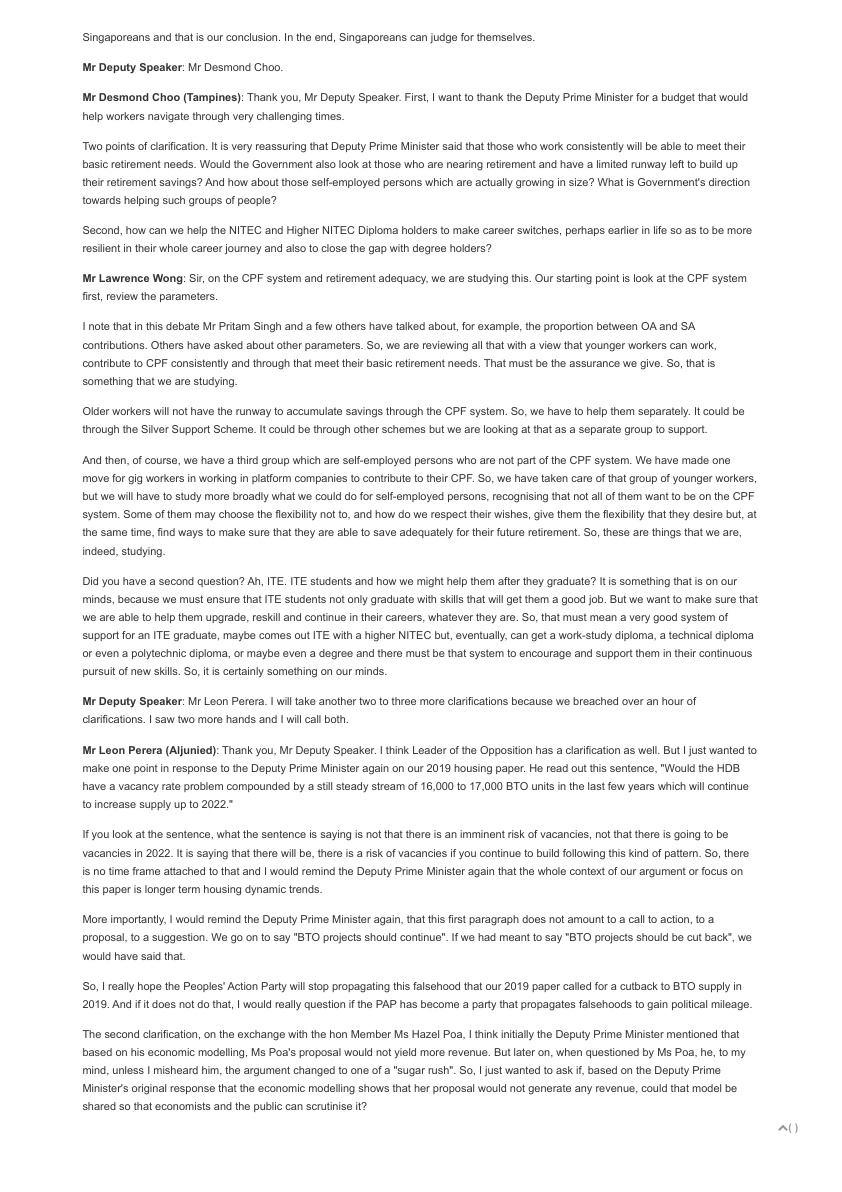 Singaporeans and that is our conclusion. In the end, Singaporeans can judge for themselves.
Mr Deputy Speaker: Mr Desmond Choo.
Mr Desmond Choo (Tampines): Thank you, Mr Deputy Speaker. First, I want to thank the Deputy Prime Minister for a budget that would
help workers navigate through very challenging times.
Two points of clarification. It is very reassuring that Deputy Prime Minister said that those who work consistently will be able to meet their
basic retirement needs. Would the Government also look at those who are nearing retirement and have a limited runway left to build up
their retirement savings? And how about those self-employed persons which are actually growing in size? What is Government's direction
towards helping such groups of people?
Second, how can we help the NITEC and Higher NITEC Diploma holders to make career switches, perhaps earlier in life so as to be more
resilient in their whole career journey and also to close the gap with degree holders?
Mr Lawrence Wong: Sir, on the CPF system and retirement adequacy, we are studying this. Our starting point is look at the CPF system
first, review the parameters.
I note that in this debate Mr Pritam Singh and a few others have talked about, for example, the proportion between OA and SA
contributions. Others have asked about other parameters. So, we are reviewing all that with a view that younger workers can work,
contribute to CPF consistently and through that meet their basic retirement needs. That must be the assurance we give. So, that is
something that we are studying.
Older workers will not have the runway to accumulate savings through the CPF system. So, we have to help them separately. It could be
through the Silver Support Scheme. It could be through other schemes but we are looking at that as a separate group to support.
And then, of course, we have a third group which are self-employed persons who are not part of the CPF system. We have made one
move for gig workers in working in platform companies to contribute to their CPF. So, we have taken care of that group of younger workers,
but we will have to study more broadly what we could do for self-employed persons, recognising that not all of them want to be on the CPF
system. Some of them may choose the flexibility not to, and how do we respect their wishes, give them the flexibility that they desire but, at
the same time, find ways to make sure that they are able to save adequately for their future retirement. So, these are things that we are,
indeed, studying.
Did you have a second question? Ah, ITE. ITE students and how we might help them after they graduate? It is something that is on our
minds, because we must ensure that ITE students not only graduate with skills that will get them a good job. But we want to make sure that
we are able to help them upgrade, reskill and continue in their careers, whatever they are. So, that must mean a very good system of
support for an ITE graduate, maybe comes out ITE with a higher NITEC but, eventually, can get a work-study diploma, a technical diploma
or even a polytechnic diploma, or maybe even a degree and there must be that system to encourage and support them in their continuous
pursuit of new skills. So, it is certainly something on our minds.
Mr Deputy Speaker: Mr Leon Perera. I will take another two to three more clarifications because we breached over an hour of
clarifications. I saw two more hands and I will call both.
Mr Leon Perera (Aljunied): Thank you, Mr Deputy Speaker. I think Leader of the Opposition has a clarification as well. But I just wanted to
make one point in response to the Deputy Prime Minister again on our 2019 housing paper. He read out this sentence, "Would the HDB
have a vacancy rate problem compounded by a still steady stream of 16,000 to 17,000 BTO units in the last few years which will continue
to increase supply up to 2022."
If you look at the sentence, what the sentence is saying is not that there is an imminent risk of vacancies, not that there is going to be
vacancies in 2022. It is saying that there will be, there is a risk of vacancies if you continue to build following this kind of pattern. So, there
is no time frame attached to that and I would remind the Deputy Prime Minister again that the whole context of our argument or focus on
this paper is longer term housing dynamic trends.
More importantly, I would remind the Deputy Prime Minister again, that this first paragraph does not amount to a call to action, to a
proposal, to a suggestion. We go on to say "BTO projects should continue". If we had meant to say "BTO projects should be cut back", we
would have said that.
So, I really hope the Peoples' Action Party will stop propagating this falsehood that our 2019 paper called for a cutback to BTO supply in
2019. And if it does not do that, I would really question if the PAP has become a party that propagates falsehoods to gain political mileage.
The second clarification, on the exchange with the hon Member Ms Hazel Poa, I think initially the Deputy Prime Minister mentioned that
based on his economic modelling, Ms Poa's proposal would not yield more revenue. But later on, when questioned by Ms Poa, he, to my
mind, unless I misheard him, the argument changed to one of a "sugar rush". So, I just wanted to ask if, based on the Deputy Prime
Minister's original response that the economic modelling shows that her proposal would not generate any revenue, could that model be
shared so that economists and the public can scrutinise it?
( )